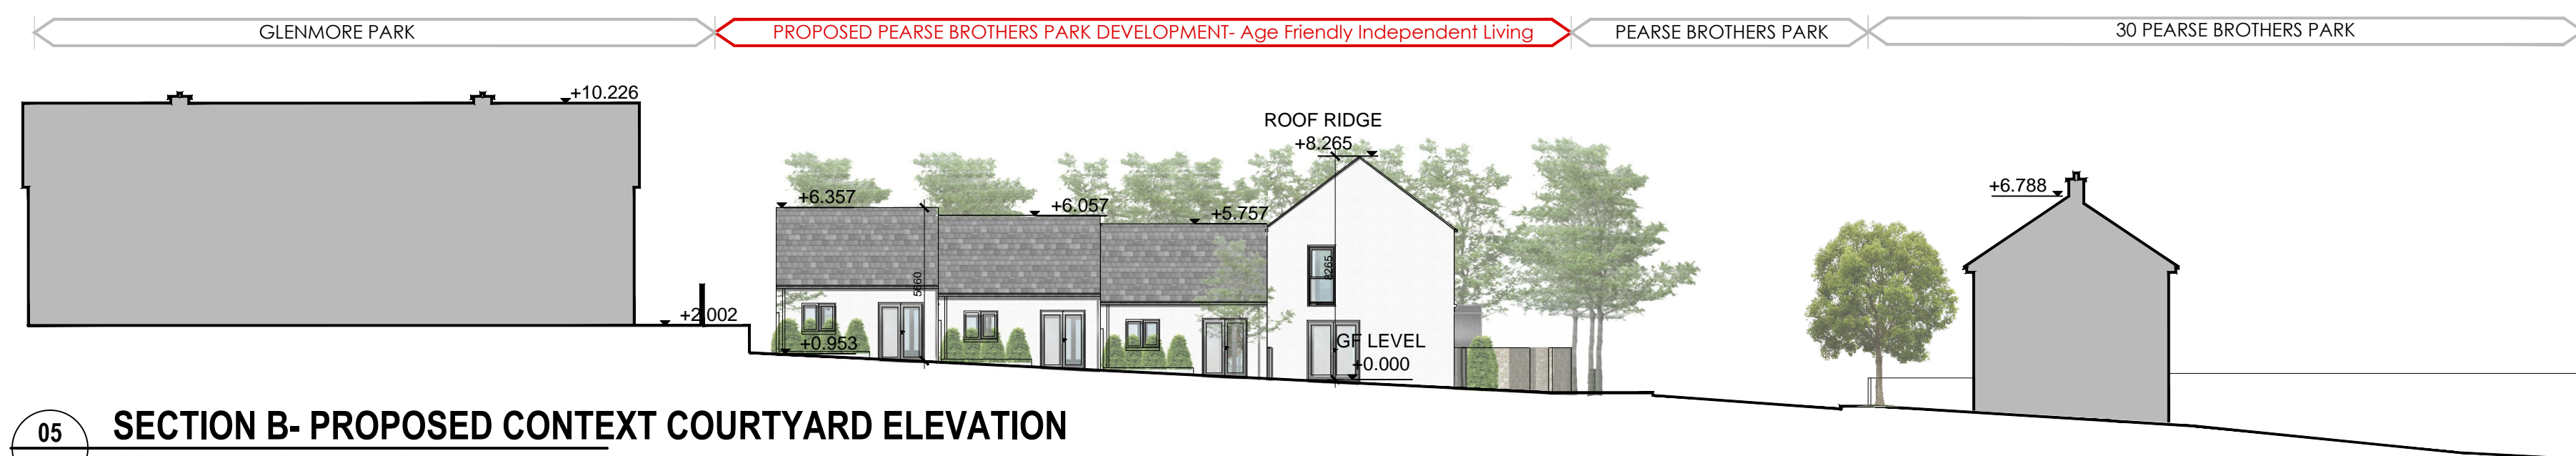 GLENMORE PARK
PROPOSED PEARSE BROTHERS PARK DEVELOPMENT- Age Friendly Independent Living
PEARSE BROTHERS PARK
30 PEARSE BROTHERS PARK
+10.226
ROOF RIDGE
+8.265
+6.357
+6.057
+5.757
+6.788
5660
8265
+2.002
+0.953
GF LEVEL
+0.000
05
SECTION B- PROPOSED CONTEXT COURTYARD ELEVATION